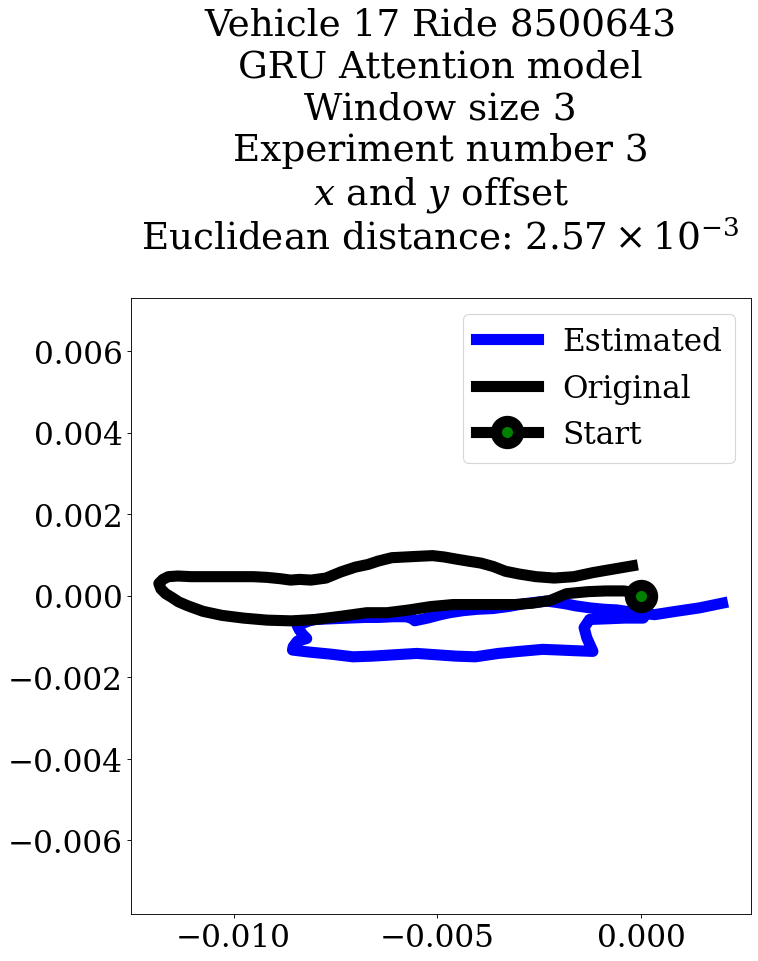 Vehicle 17 Ride 8500643
GRU Attention model
Window size 3
Experiment number 3
x and y offset
Euclidean distance: 2.57 × 10⁻³
Estimated
Original
Start
0.006
0.004
0.002
0.000
−0.002
−0.004
−0.006
−0.010 −0.005 0.000